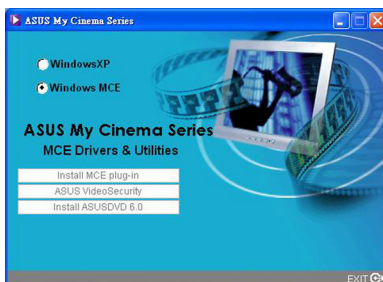 ASUS My Cinema Series
WindowsXP
Windows MCE
ASUS My Cinema Series
MCE Drivers & Utilities
Install MCE plug-in
ASUS VideoSecurity
Install ASUSDVD 6.0
EXIT